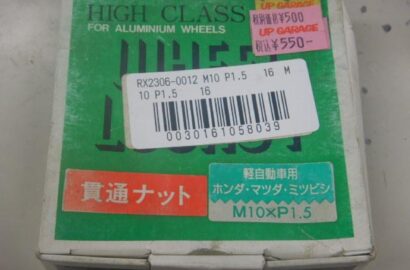 HIGH CLASS
FOR ALUMINIUM WHEELS
UP GARAGE
税別価格¥500
UP GARAGE
税込¥550-
RX2306-0012 M10 P1.5 16 M
10 P1.5 16
0030161058039
貫通ナット
軽自動車用
ホンダ・マツダ・ミツビシ
M10×P1.5